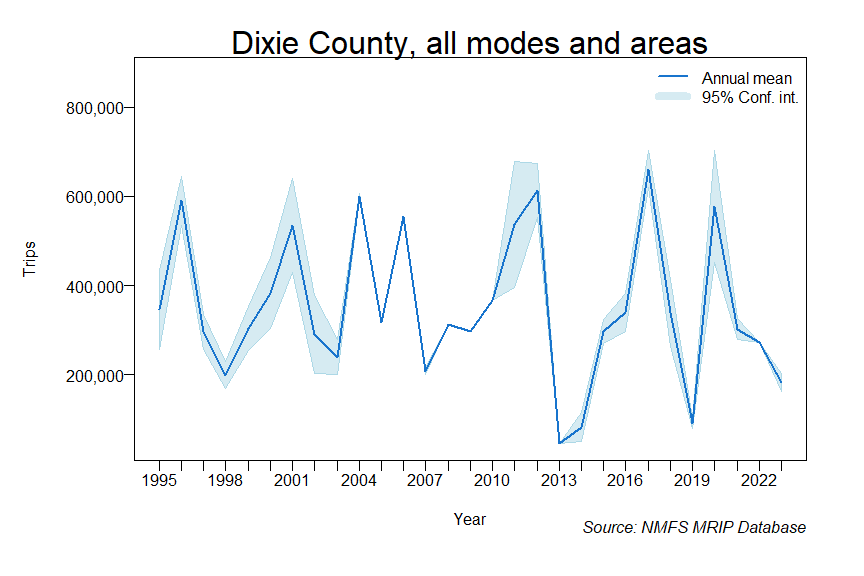 Dixie County, all modes and areas
Annual mean
95% Conf. int.
800,000
600,000
400,000
200,000
Trips
1995 1998 2001 2004 2007 2010 2013 2016 2019 2022
Year
Source: NMFS MRIP Database